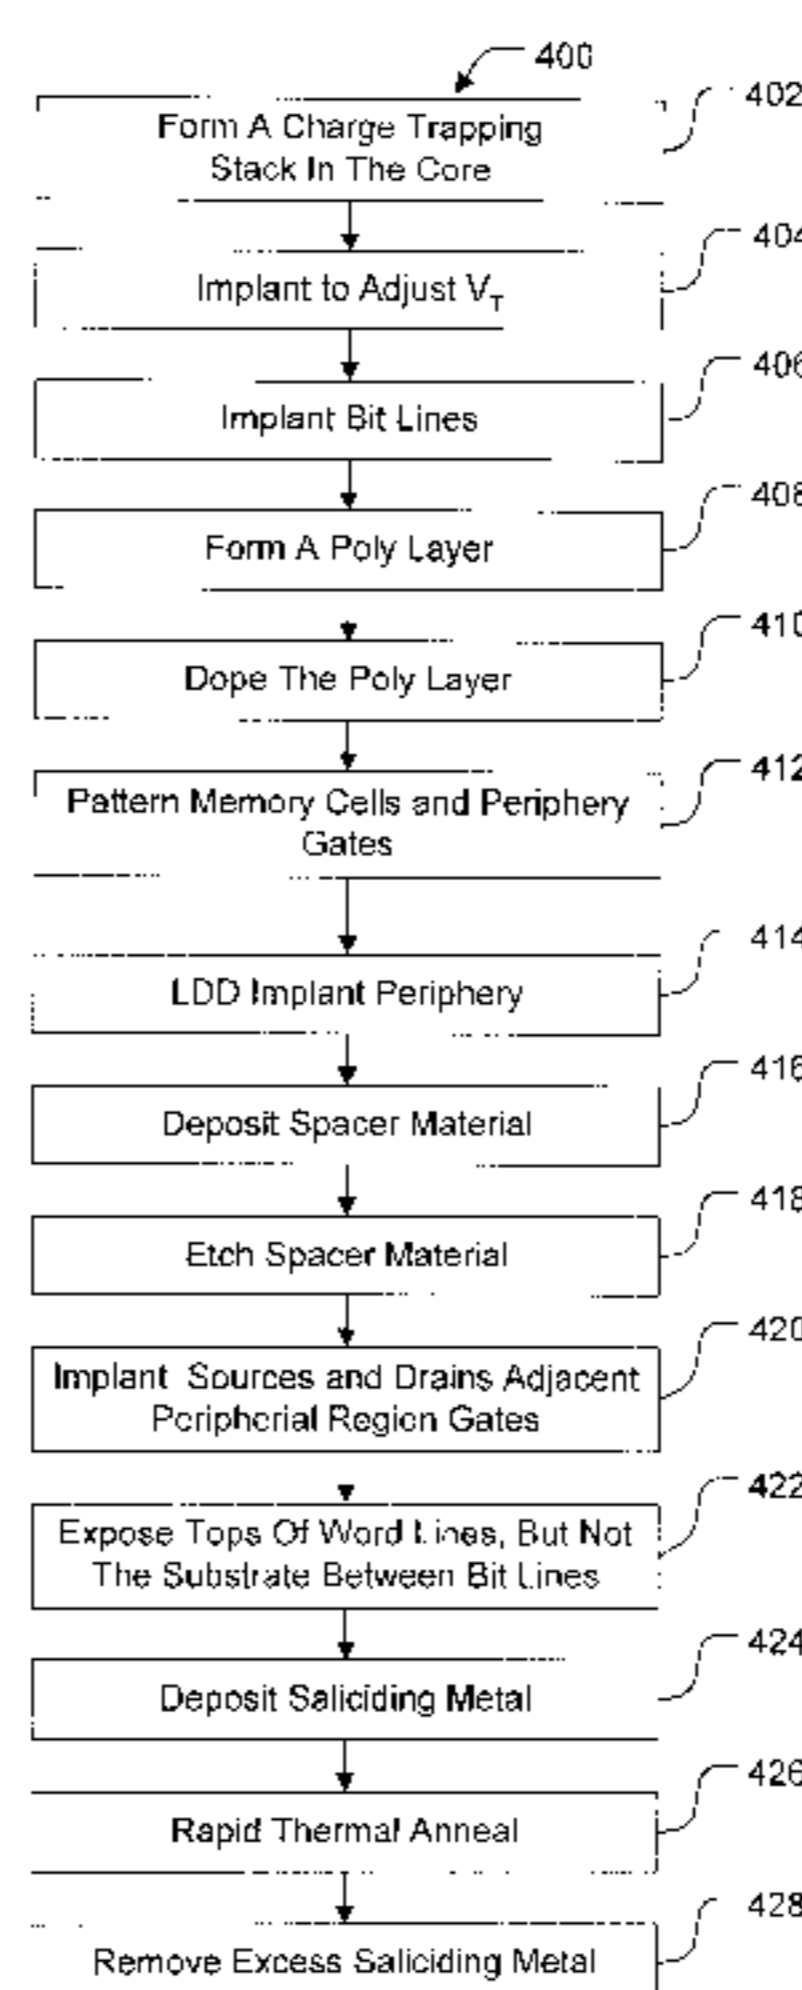 400
402
Form A Charge Trapping
Stack In The Core
404
Implant to Adjust VT
406
Implant Bit Lines
408
Form A Poly Layer
410
Dope The Poly Layer
412
Pattern Memory Cells and Periphery
Gates
414
LDD Implant Periphery
416
Deposit Spacer Material
418
Etch Spacer Material
420
Implant Sources and Drains Adjacent
Peripherial Region Gates
422
Expose Tops Of Word Lines, But Not
The Substrate Between Bit Lines
424
Deposit Saliciding Metal
426
Rapid Thermal Anneal
428
Remove Excess Saliciding Metal